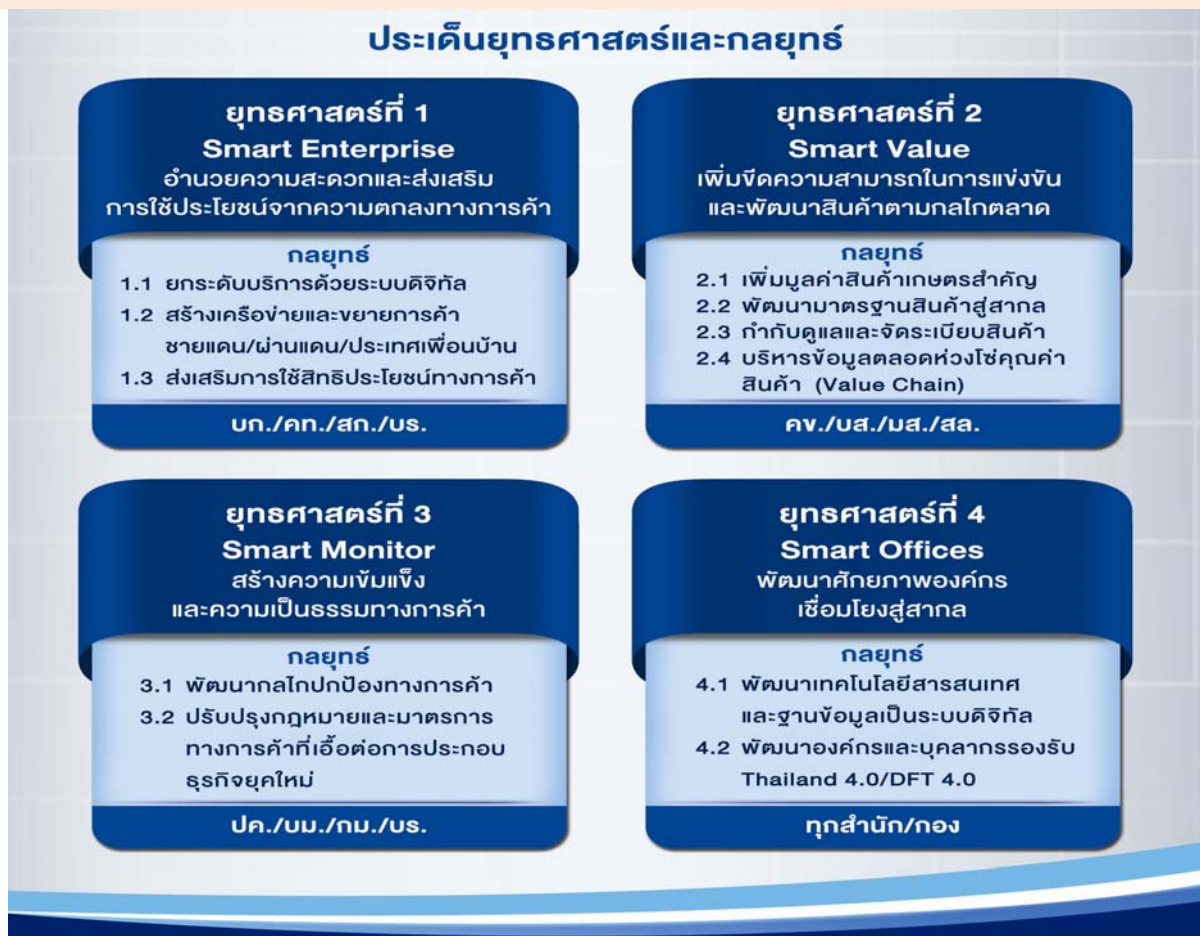 ประเด็นยุทธศาสตร์และกลยุทธ์
ยุทธศาสตร์ที่ 1
Smart Enterprise
อำนวยความสะดวกและส่งเสริม
การใช้ประโยชน์จากความตกลงทางการค้า
กลยุทธ์
1.1 ยกระดับบริการด้วยระบบดิจิทัล
1.2 สร้างเครือข่ายและขยายการค้า
ชายแดน/ผ่านแดน/ประเทศเพื่อนบ้าน
1.3 ส่งเสริมการใช้สิทธิประโยชน์ทางการค้า
บก./คท./สก./บร.
ยุทธศาสตร์ที่ 2
Smart Value
เพิ่มขีดความสามารถในการแข่งขัน
และพัฒนาสินค้าตามกลไกตลาด
กลยุทธ์
2.1 เพิ่มมูลค่าสินค้าเกษตรสำคัญ
2.2 พัฒนามาตรฐานสินค้าสู่สากล
2.3 กำกับดูแลและจัดระเบียบสินค้า
2.4 บริหารข้อมูลตลอดห่วงโซ่คุณค่า
สินค้า (Value Chain)
คข./บส./มส./สล.
ยุทธศาสตร์ที่ 3
Smart Monitor
สร้างความเข้มแข็ง
และความเป็นธรรมทางการค้า
กลยุทธ์
3.1 พัฒนากลไกปกป้องทางการค้า
3.2 ปรับปรุงกฎหมายและมาตรการ
ทางการค้าที่เอื้อต่อการประกอบ
ธุรกิจยุคใหม่
ปค./บม./กม./บร.
ยุทธศาสตร์ที่ 4
Smart Offices
พัฒนาศักยภาพองค์กร
เชื่อมโยงสู่สากล
กลยุทธ์
4.1 พัฒนาเทคโนโลยีสารสนเทศ
และฐานข้อมูลเป็นระบบดิจิทัล
4.2 พัฒนาองค์กรและบุคลากรรองรับ
Thailand 4.0/DFT 4.0
ทุกสำนัก/กอง